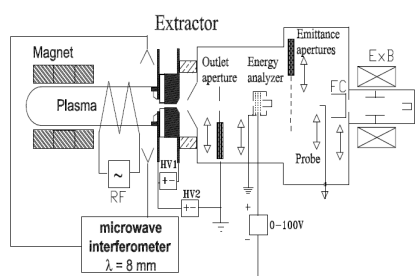 Extractor
Magnet
Outlet
aperture
Energy
analyzer
Emittance
apertures
ExB
FC
Plasma
Probe
HV1
+ -
HV2
+ -
RF
~
+
0-100V
-
microwave
interferometer
λ = 8 mm